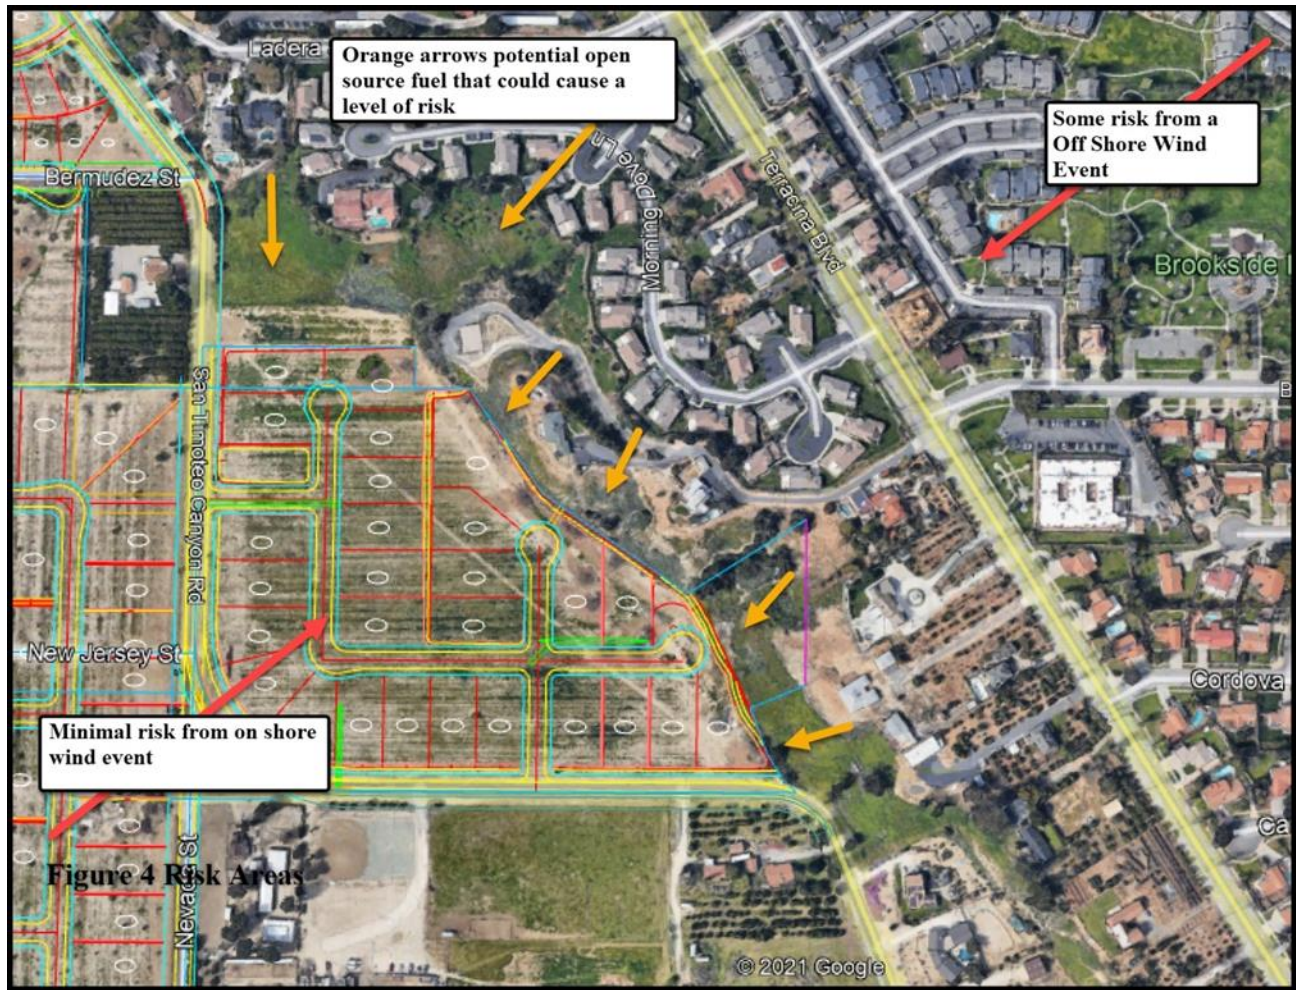 Ladera
Orange arrows potential open
source fuel that could cause a
level of risk
Some risk from a
Off Shore Wind
Event
Bermudez St
Morning Dove Ln
Terracina Blvd
Brookside
San Timoteo Canyon Rd
B
New Jersey St
Cordova
Minimal risk from on shore
wind event
Ca
Figure 4 Risk Areas
Nevada St
© 2021 Google